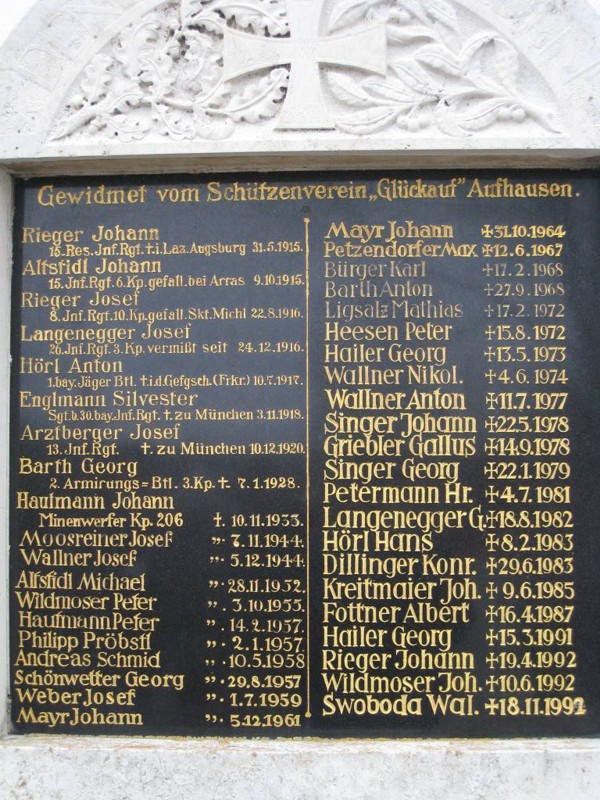 Gewidmet vom Schützenverein „Glückauf" Aufhausen.
Rieger Johann
15.Res.Jnf.Rgt.†.i.Laz.Augsburg 31.5.1915.
Altstidl Johann
15.Jnf.Rgt.6.Kp.gefall.bei Arras 9.10.1915.
Rieger Josef
8.Jnf.Rgt.10.Kp.gefall.Skt.Michl 22.8.1916.
Langenegger Josef
26.Jnf.Rgt.3.Kp.vermißt seit 24.12.1916.
Hörl Anton
1.bay.Jäger Btl. †.i.d.Gefgsch.(Frkr.) 10.7.1917.
Englmann Silvester
Sgt.b.30.bay.Jnf.Rgt.†.zu München 3.11.1918.
Arztberger Josef
13.Jnf.Rgt. †.zu München 10.12.1920.
Barth Georg
2.Armirungs=Btl.3.Kp.† 7.1.1928.
Haufmann Johann
Minenwerfer Kp.206 †.10.11.1933.
Moosreiner Josef „. 7.11.1944.
Wallner Josef „. 5.12.1944.
Altstidl Michael „.28.11.1952.
Wildmoser Peter „. 3.10.1955.
Haufmann Peter „. 14.2.1957.
Philipp Pröbstl „. 2.1.1957.
Andreas Schmid „.10.5.1958
Schönwetter Georg „.29.8.1957
Weber Josef „.1.7.1959
Mayr Johann „.5.12.1961
Mayr Johann ✠31.10.1964
Petzendorfer Max ✠12.6.1967
Bürger Karl ✠17.2.1968
Barth Anton ✠27.9.1968
Ligsalz Mathias ✠17.2.1972
Heesen Peter ✠15.8.1972
Hailer Georg ✠13.5.1973
Wallner Nikol. ✠4.6.1974
Wallner Anton ✠11.7.1977
Singer Johann ✠22.5.1978
Griebler Gallus ✠14.9.1978
Singer Georg ✠22.1.1979
Petermann Hr. ✠4.7.1981
Langenegger G. ✠18.8.1982
Hörl Hans ✠8.2.1983
Dillinger Konr. ✠29.6.1983
Kreitmaier Joh. ✠9.6.1985
Fottner Albert ✠16.4.1987
Hailer Georg ✠15.3.1991
Rieger Johann ✠19.4.1992
Wildmoser Joh. ✠10.6.1992
Swoboda Wal. ✠18.11.1992